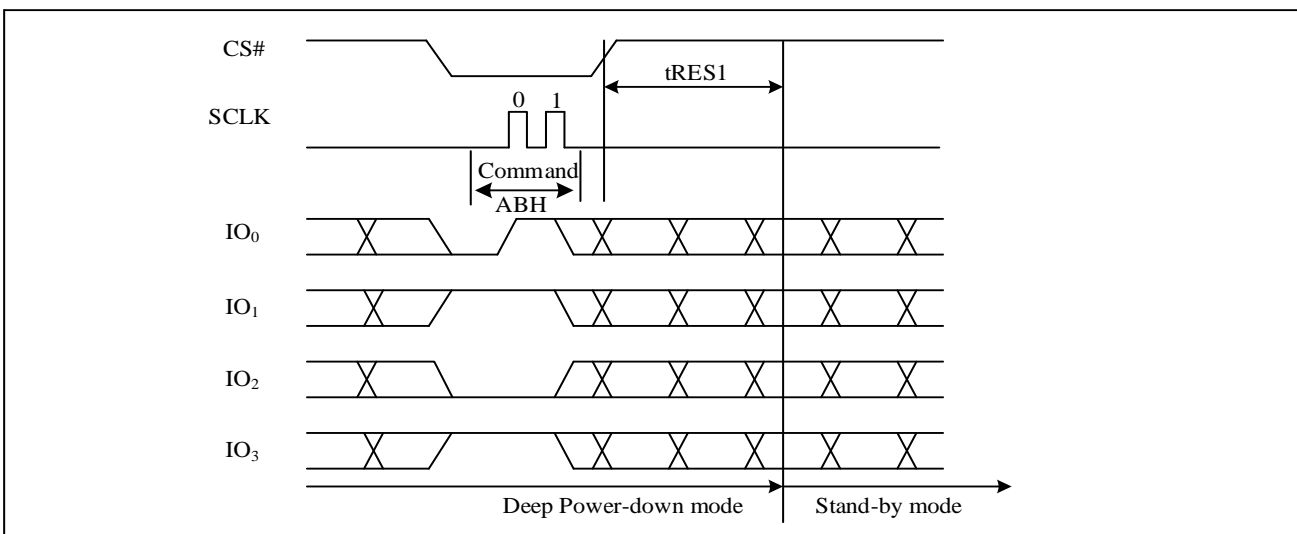 CS#
tRES1
0 1
SCLK
Command
ABH
IO0
IO1
IO2
IO3
Deep Power-down mode Stand-by mode